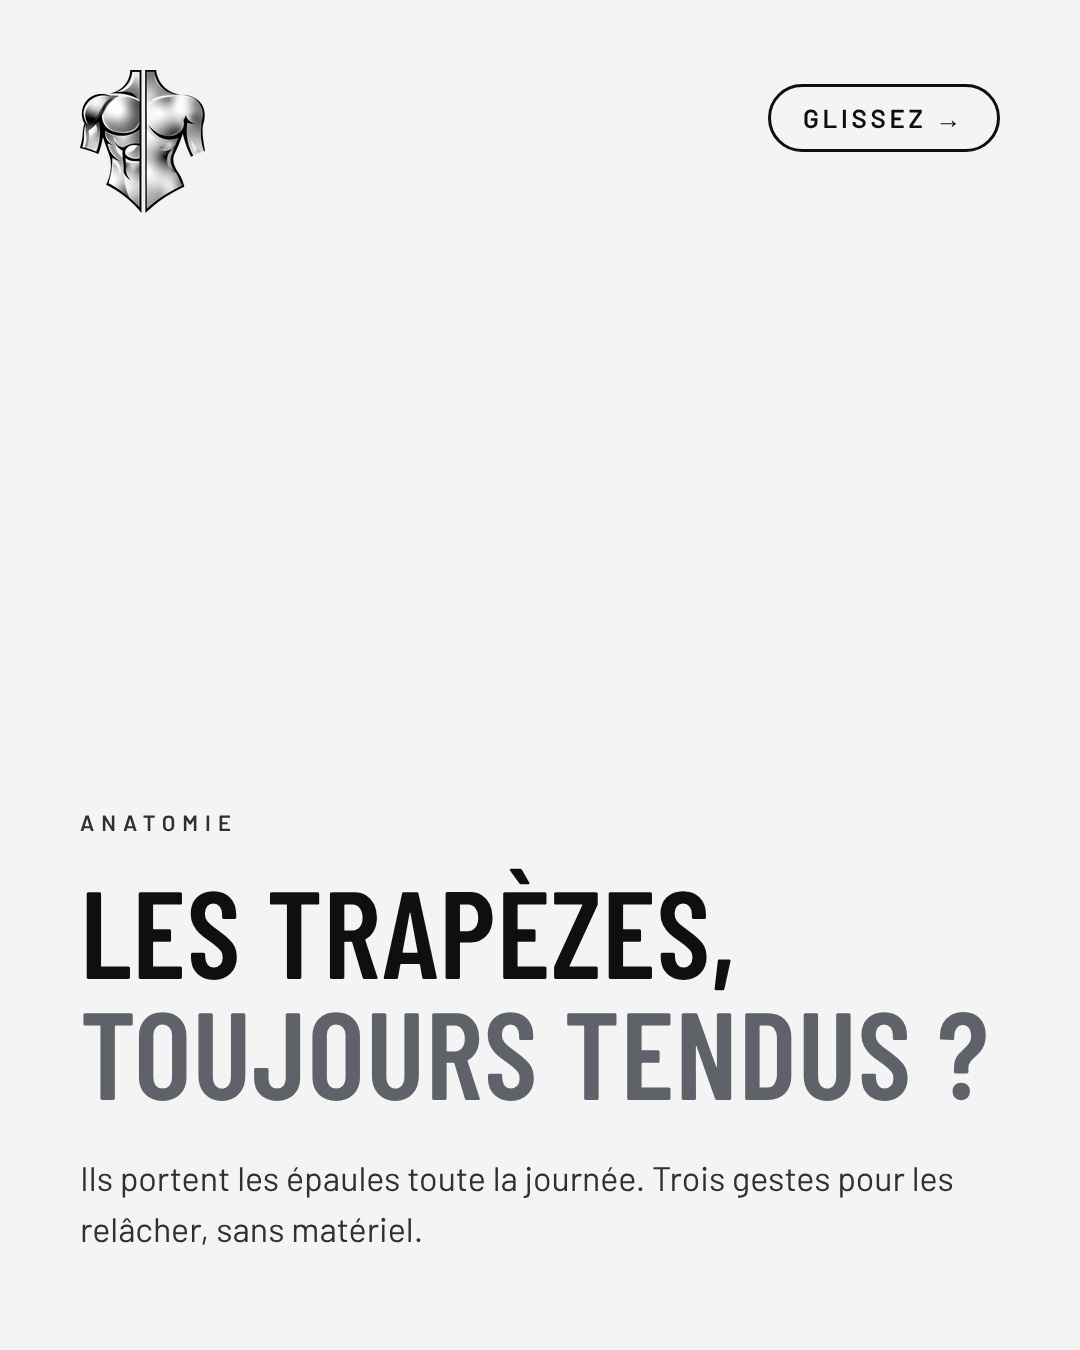 GLISSEZ →
ANATOMIE
LES TRAPÈZES,
TOUJOURS TENDUS ?
Ils portent les épaules toute la journée. Trois gestes pour les
relâcher, sans matériel.